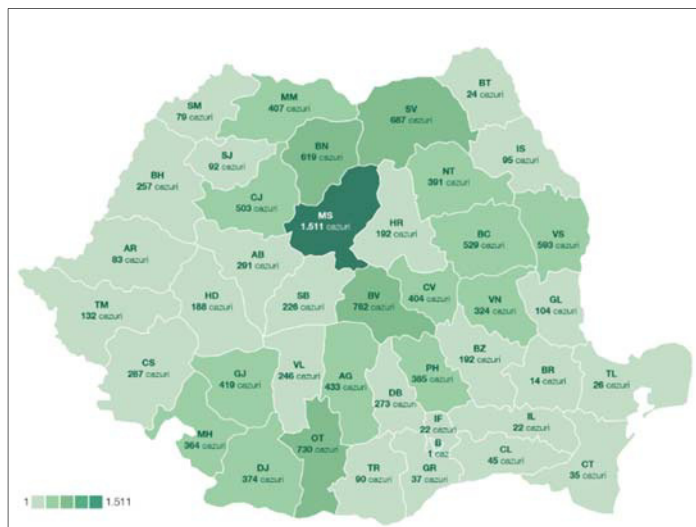 BT
24 cazuri
MM
407 cazuri
SV
687 cazuri
SM
79 cazuri
BN
619 cazuri
IS
95 cazuri
SJ
92 cazuri
NT
391 cazuri
BH
257 cazuri
CJ
503 cazuri
MS
1.511 cazuri
HR
192 cazuri
BC
529 cazuri
VS
593 cazuri
AR
83 cazuri
AB
291 cazuri
CV
404 cazuri
TM
132 cazuri
HD
188 cazuri
SB
226 cazuri
BV
762 cazuri
VN
324 cazuri
GL
104 cazuri
CS
287 cazuri
GJ
419 cazuri
VL
246 cazuri
AG
433 cazuri
PH
365 cazuri
BZ
192 cazuri
BR
14 cazuri
TL
26 cazuri
DB
273 cazuri
IF
22 cazuri
IL
22 cazuri
MH
364 cazuri
OT
730 cazuri
B
1 caz
CL
45 cazuri
DJ
374 cazuri
TR
90 cazuri
GR
37 cazuri
CT
35 cazuri
1
1.511